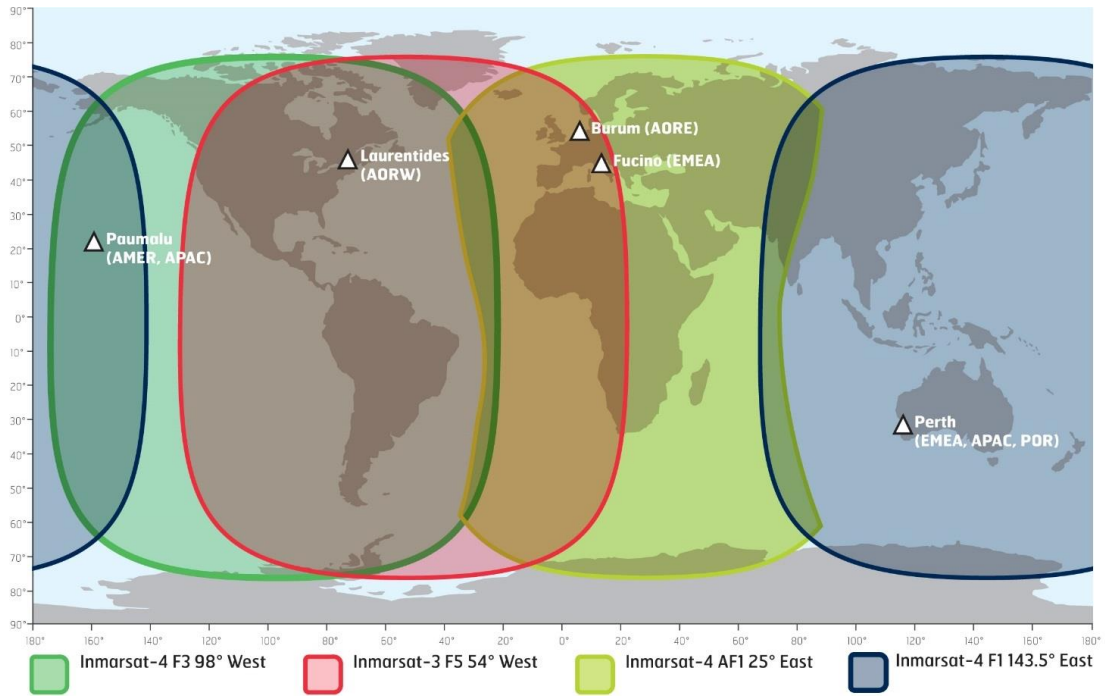 90°
80°
70°
60°
50°
40°
30°
20°
10°
0°
10°
20°
30°
40°
50°
60°
70°
80°
90°
Burum (AORE)
Laurentides
(AORW)
Fucino (EMEA)
Paumalu
(AMER, APAC)
Perth
(EMEA, APAC, POR)
180° 160° 140° 120° 100° 80° 60° 40° 20° 0° 20° 40° 60° 80° 100° 120° 140° 160° 180°
Inmarsat-4 F3 98° West
Inmarsat-3 F5 54° West
Inmarsat-4 AF1 25° East
Inmarsat-4 F1 143.5° East